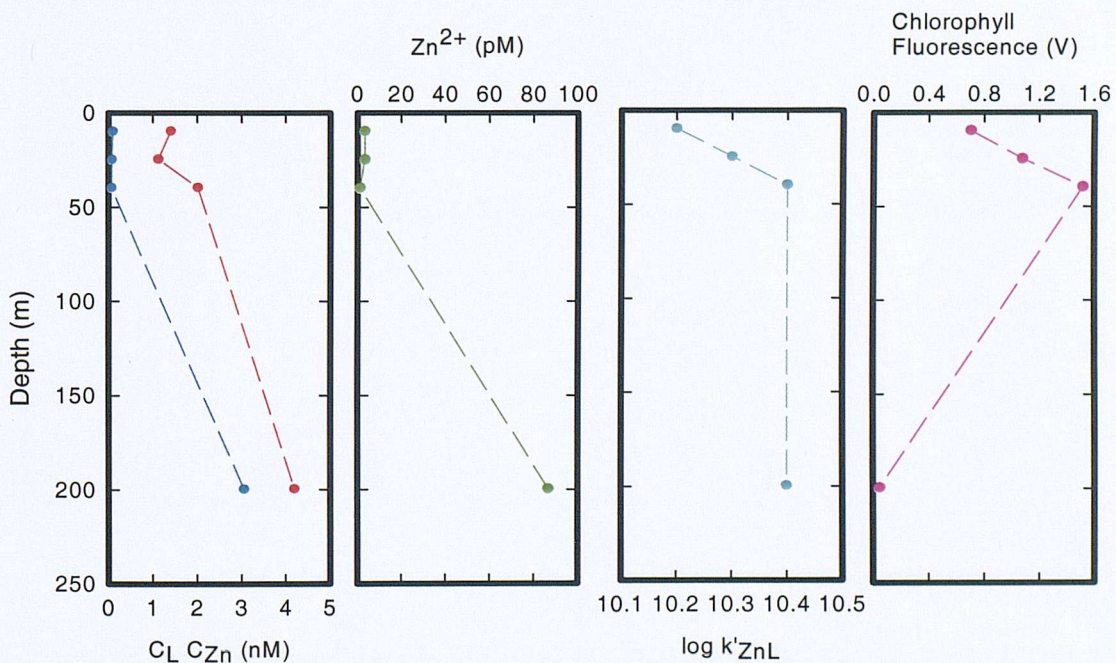 Chlorophyll
Fluorescence (V)
Zn2+ (pM)
0 20 40 60 80 100
0.0 0.4 0.8 1.2 1.6
Depth (m)
0
50
100
150
200
250
0 1 2 3 4 5
10.1 10.2 10.3 10.4 10.5
CL CZn (nM)
log k'ZnL